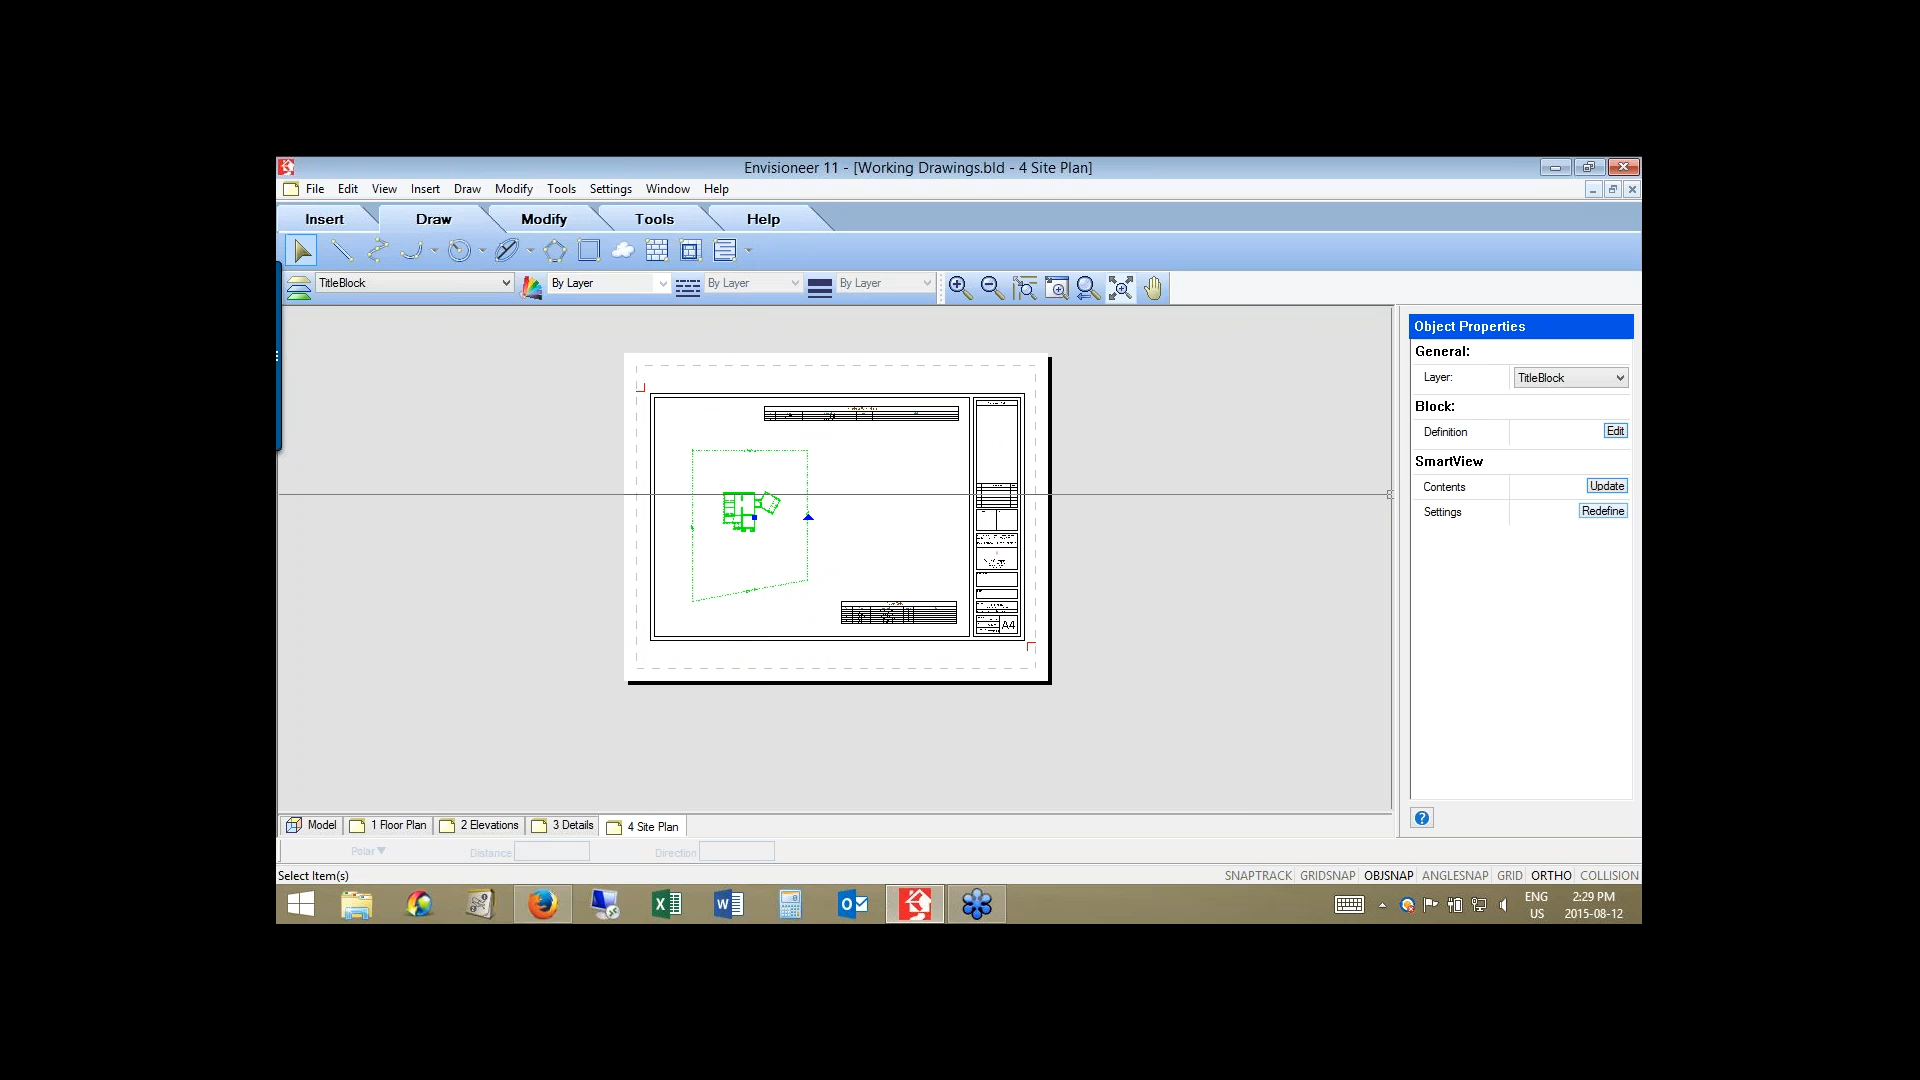 Envisioneer 11 - [Working Drawings.bld - 4 Site Plan]
File Edit View Insert Draw Modify Tools Settings Window Help
Insert Draw Modify Tools Help
TitleBlock By Layer By Layer By Layer
Object Properties
General:
Layer: TitleBlock
Block:
Definition Edit
SmartView
Contents Update
Settings Redefine
A4
Model 1 Floor Plan 2 Elevations 3 Details 4 Site Plan
Polar Distance Direction
Select Item(s) SNAPTRACK GRIDSNAP OBJSNAP ANGLESNAP GRID ORTHO COLLISION
ENG 2:29 PM
US 2015-08-12